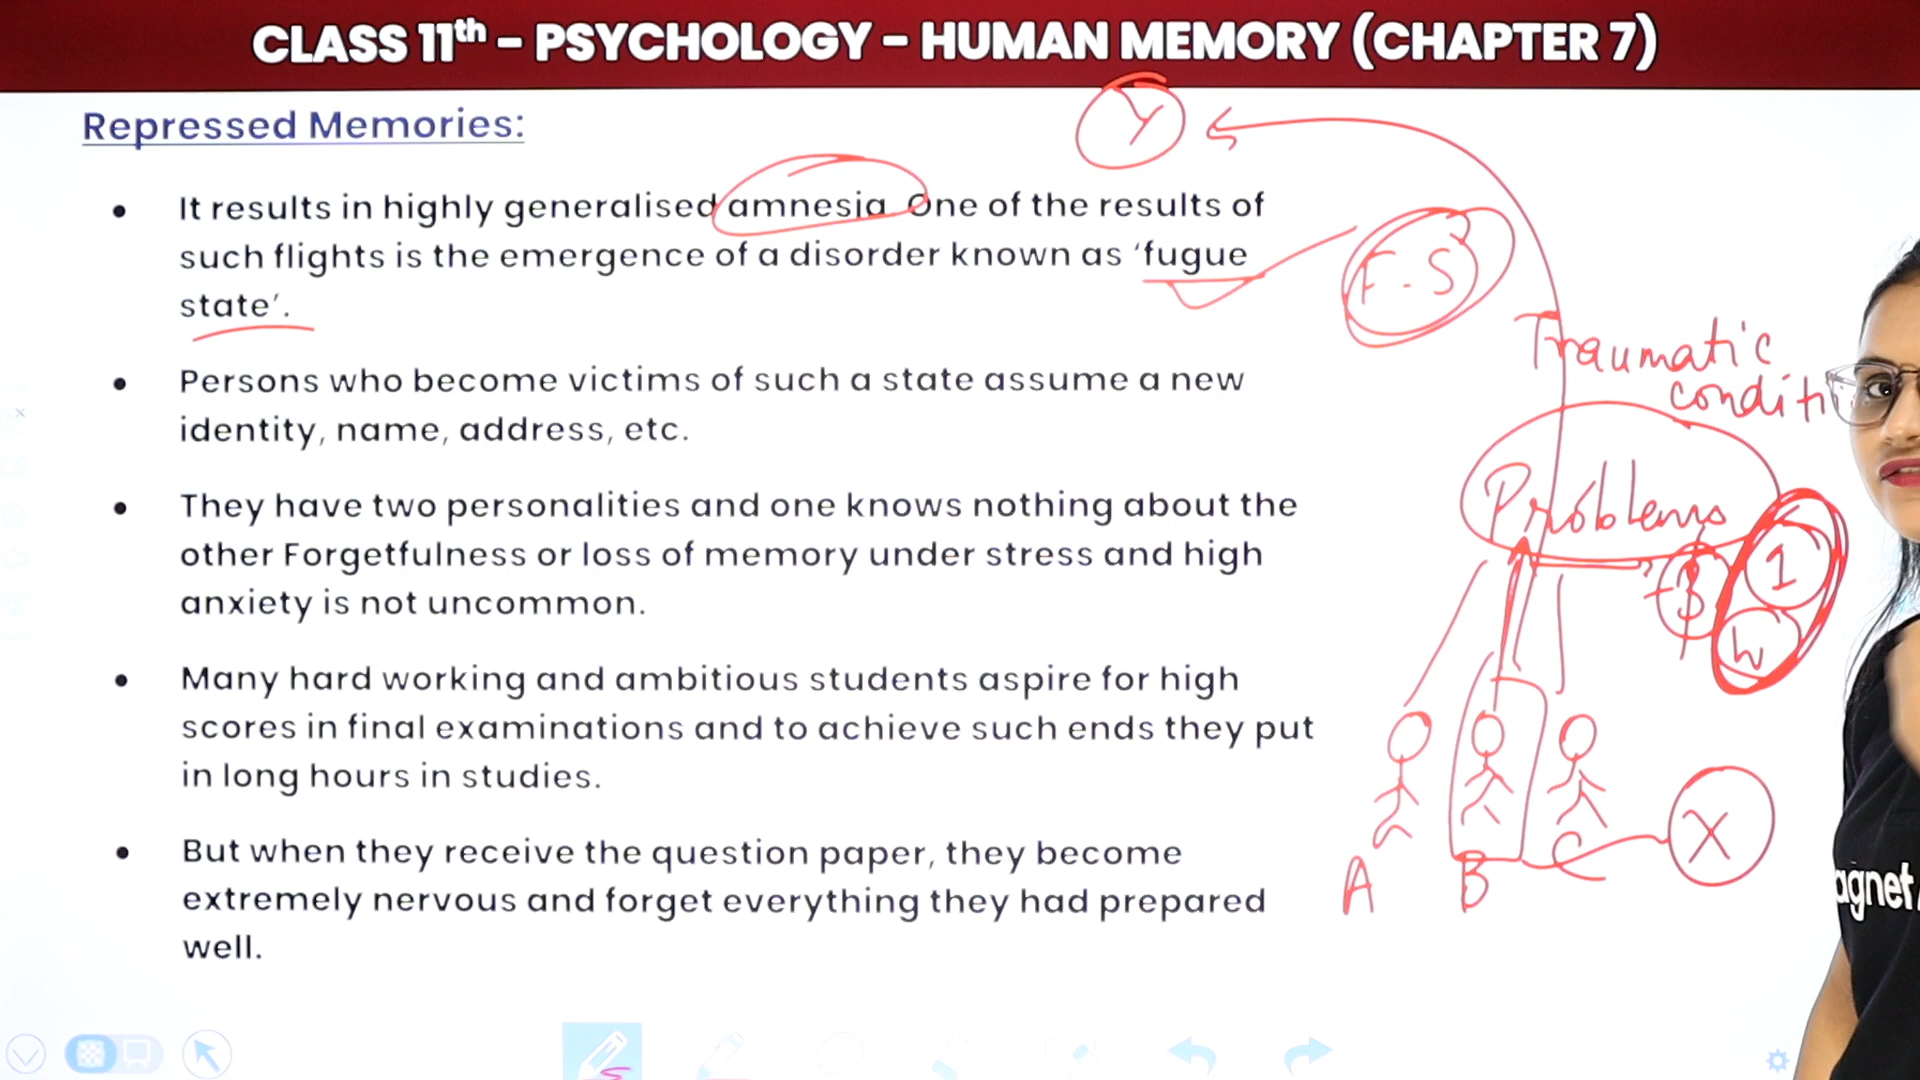 CLASS 11th – PSYCHOLOGY – HUMAN MEMORY (CHAPTER 7)
Repressed Memories:
Y
• It results in highly generalised amnesia. One of the results of
such flights is the emergence of a disorder known as ‘fugue
state’.
F.S
Traumatic
conditi
• Persons who become victims of such a state assume a new
identity, name, address, etc.
Problems
• They have two personalities and one knows nothing about the
other Forgetfulness or loss of memory under stress and high
anxiety is not uncommon.
1
W
• Many hard working and ambitious students aspire for high
scores in final examinations and to achieve such ends they put
in long hours in studies.
X
• But when they receive the question paper, they become
extremely nervous and forget everything they had prepared
well.
A B C
agnet